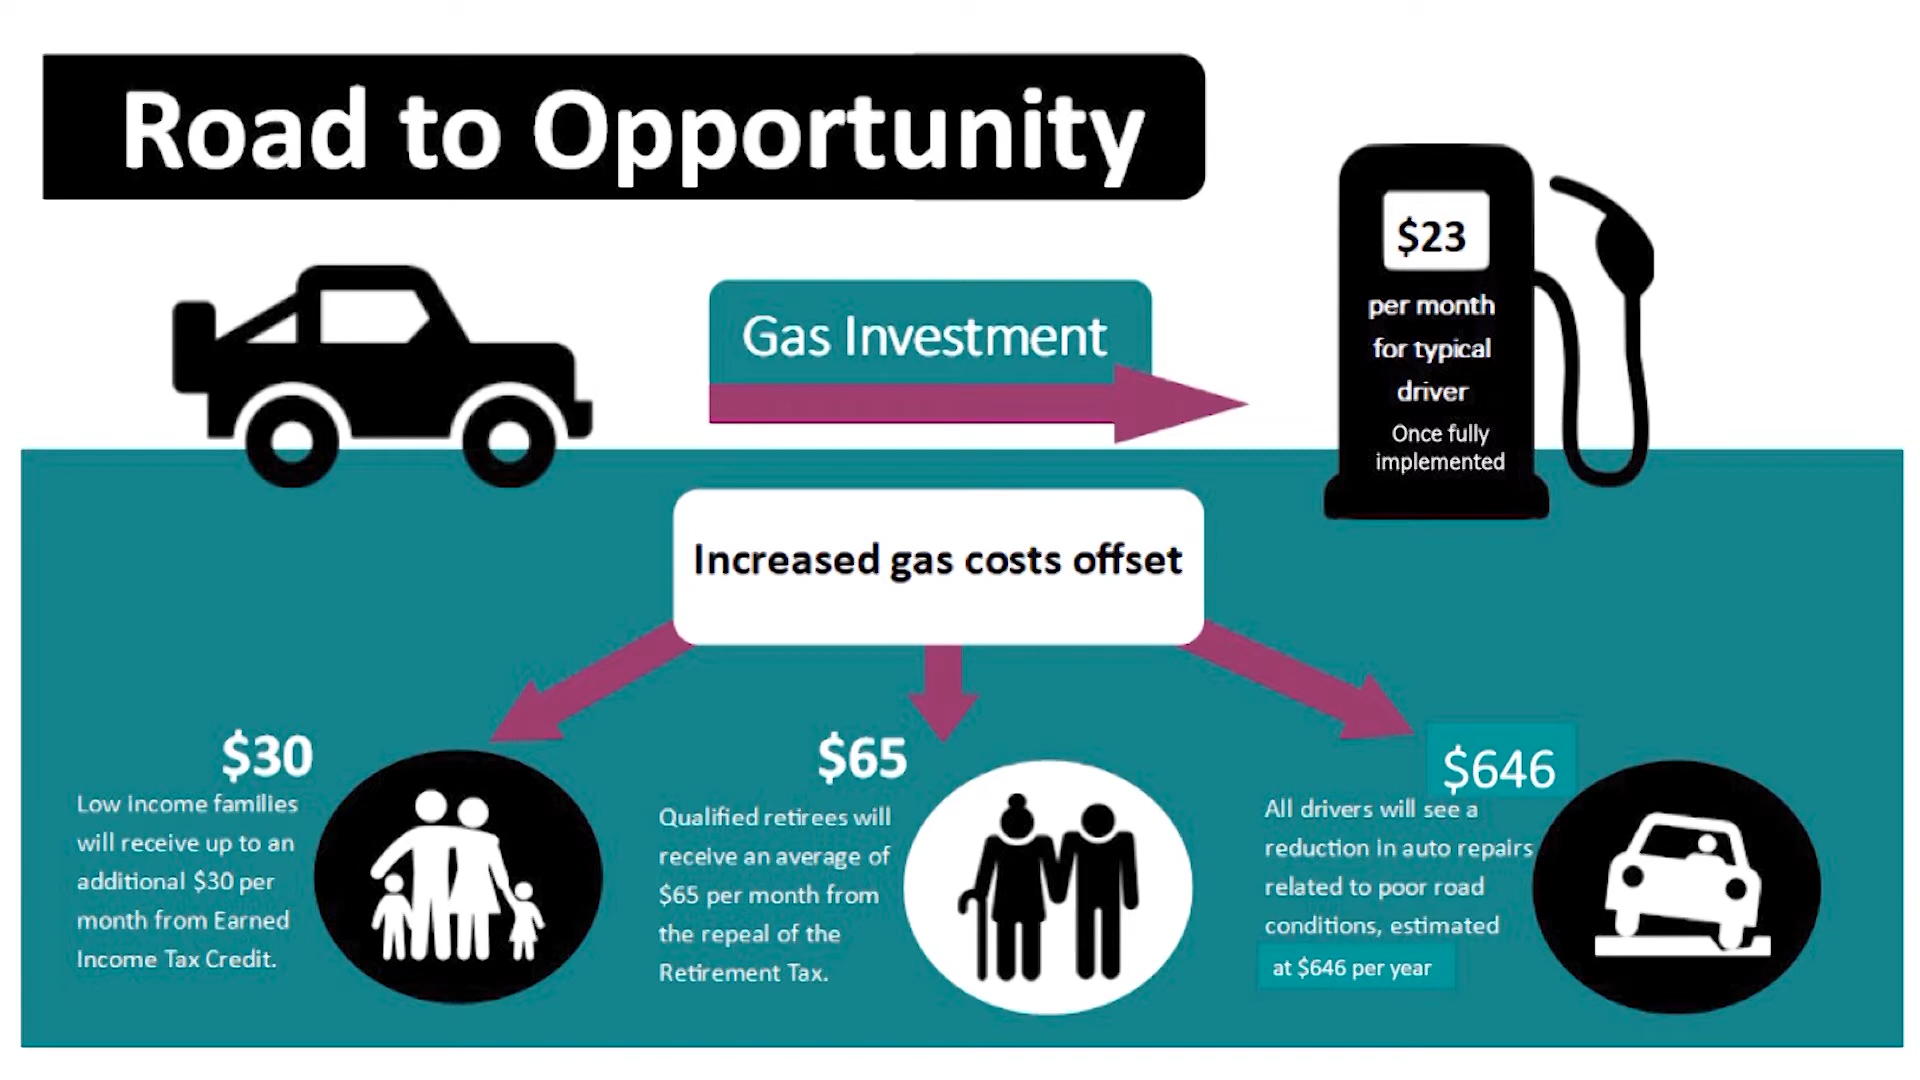 Road to Opportunity
Gas Investment
$23
per month
for typical
driver
Once fully
implemented
Increased gas costs offset
$30
Low income families
will receive up to an
additional $30 per
month from Earned
Income Tax Credit.
$65
Qualified retirees will
receive an average of
$65 per month from
the repeal of the
Retirement Tax.
$646
All drivers will see a
reduction in auto repairs
related to poor road
conditions, estimated
at $646 per year